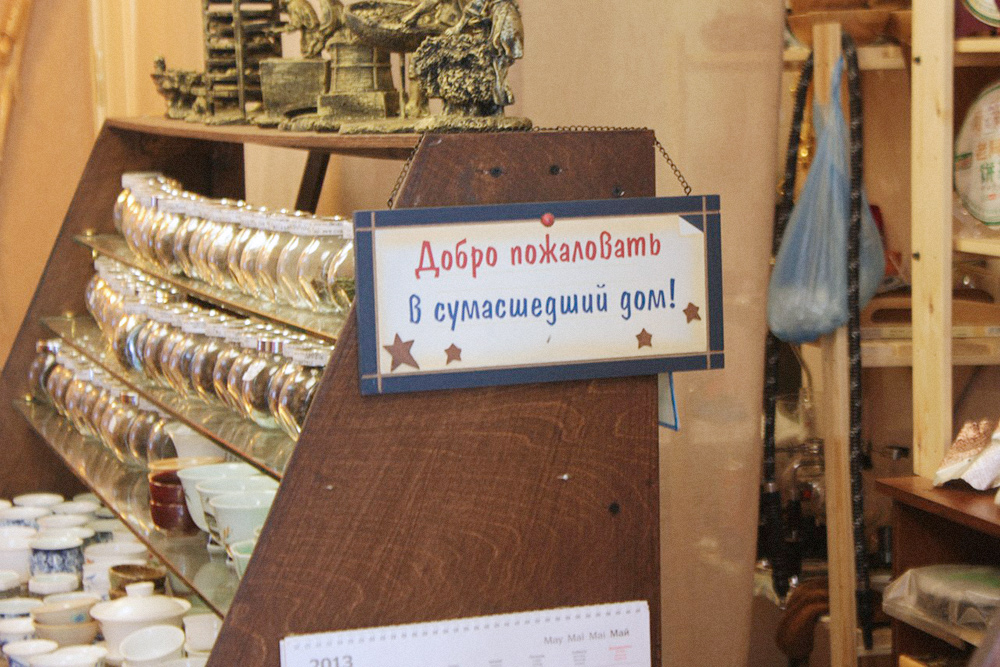 Добро пожаловать
в сумасшедший дом!
May Mai Mai Май
2013